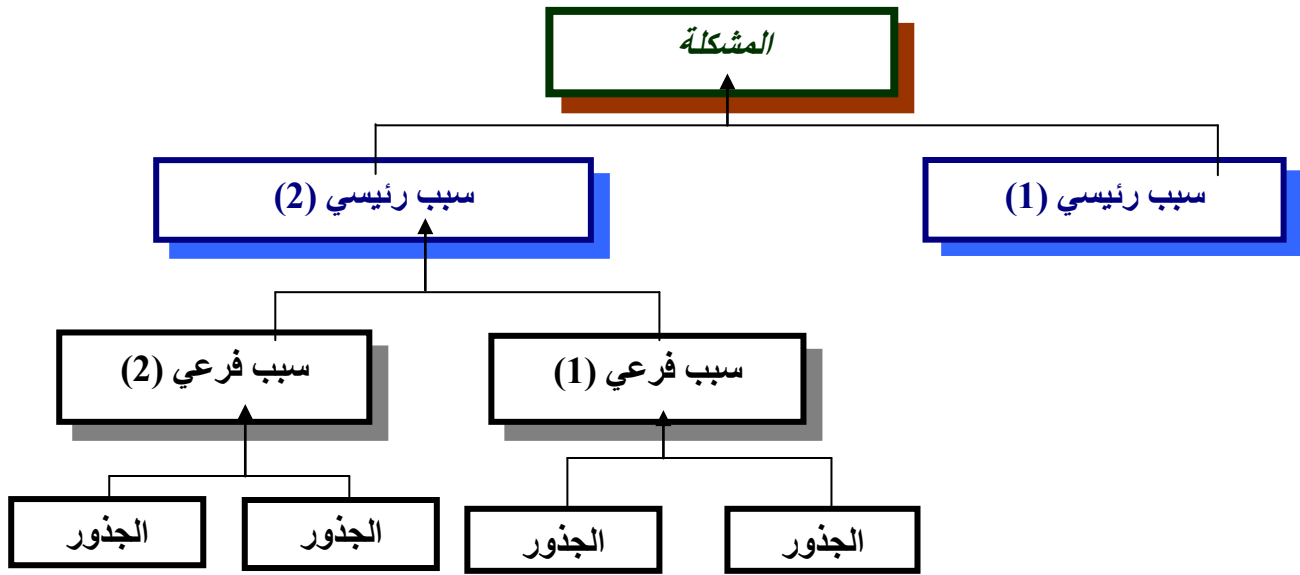 المشكلة
سبب رئيسي (1)
سبب رئيسي (2)
سبب فرعي (1)
سبب فرعي (2)
الجذور
الجذور
الجذور
الجذور